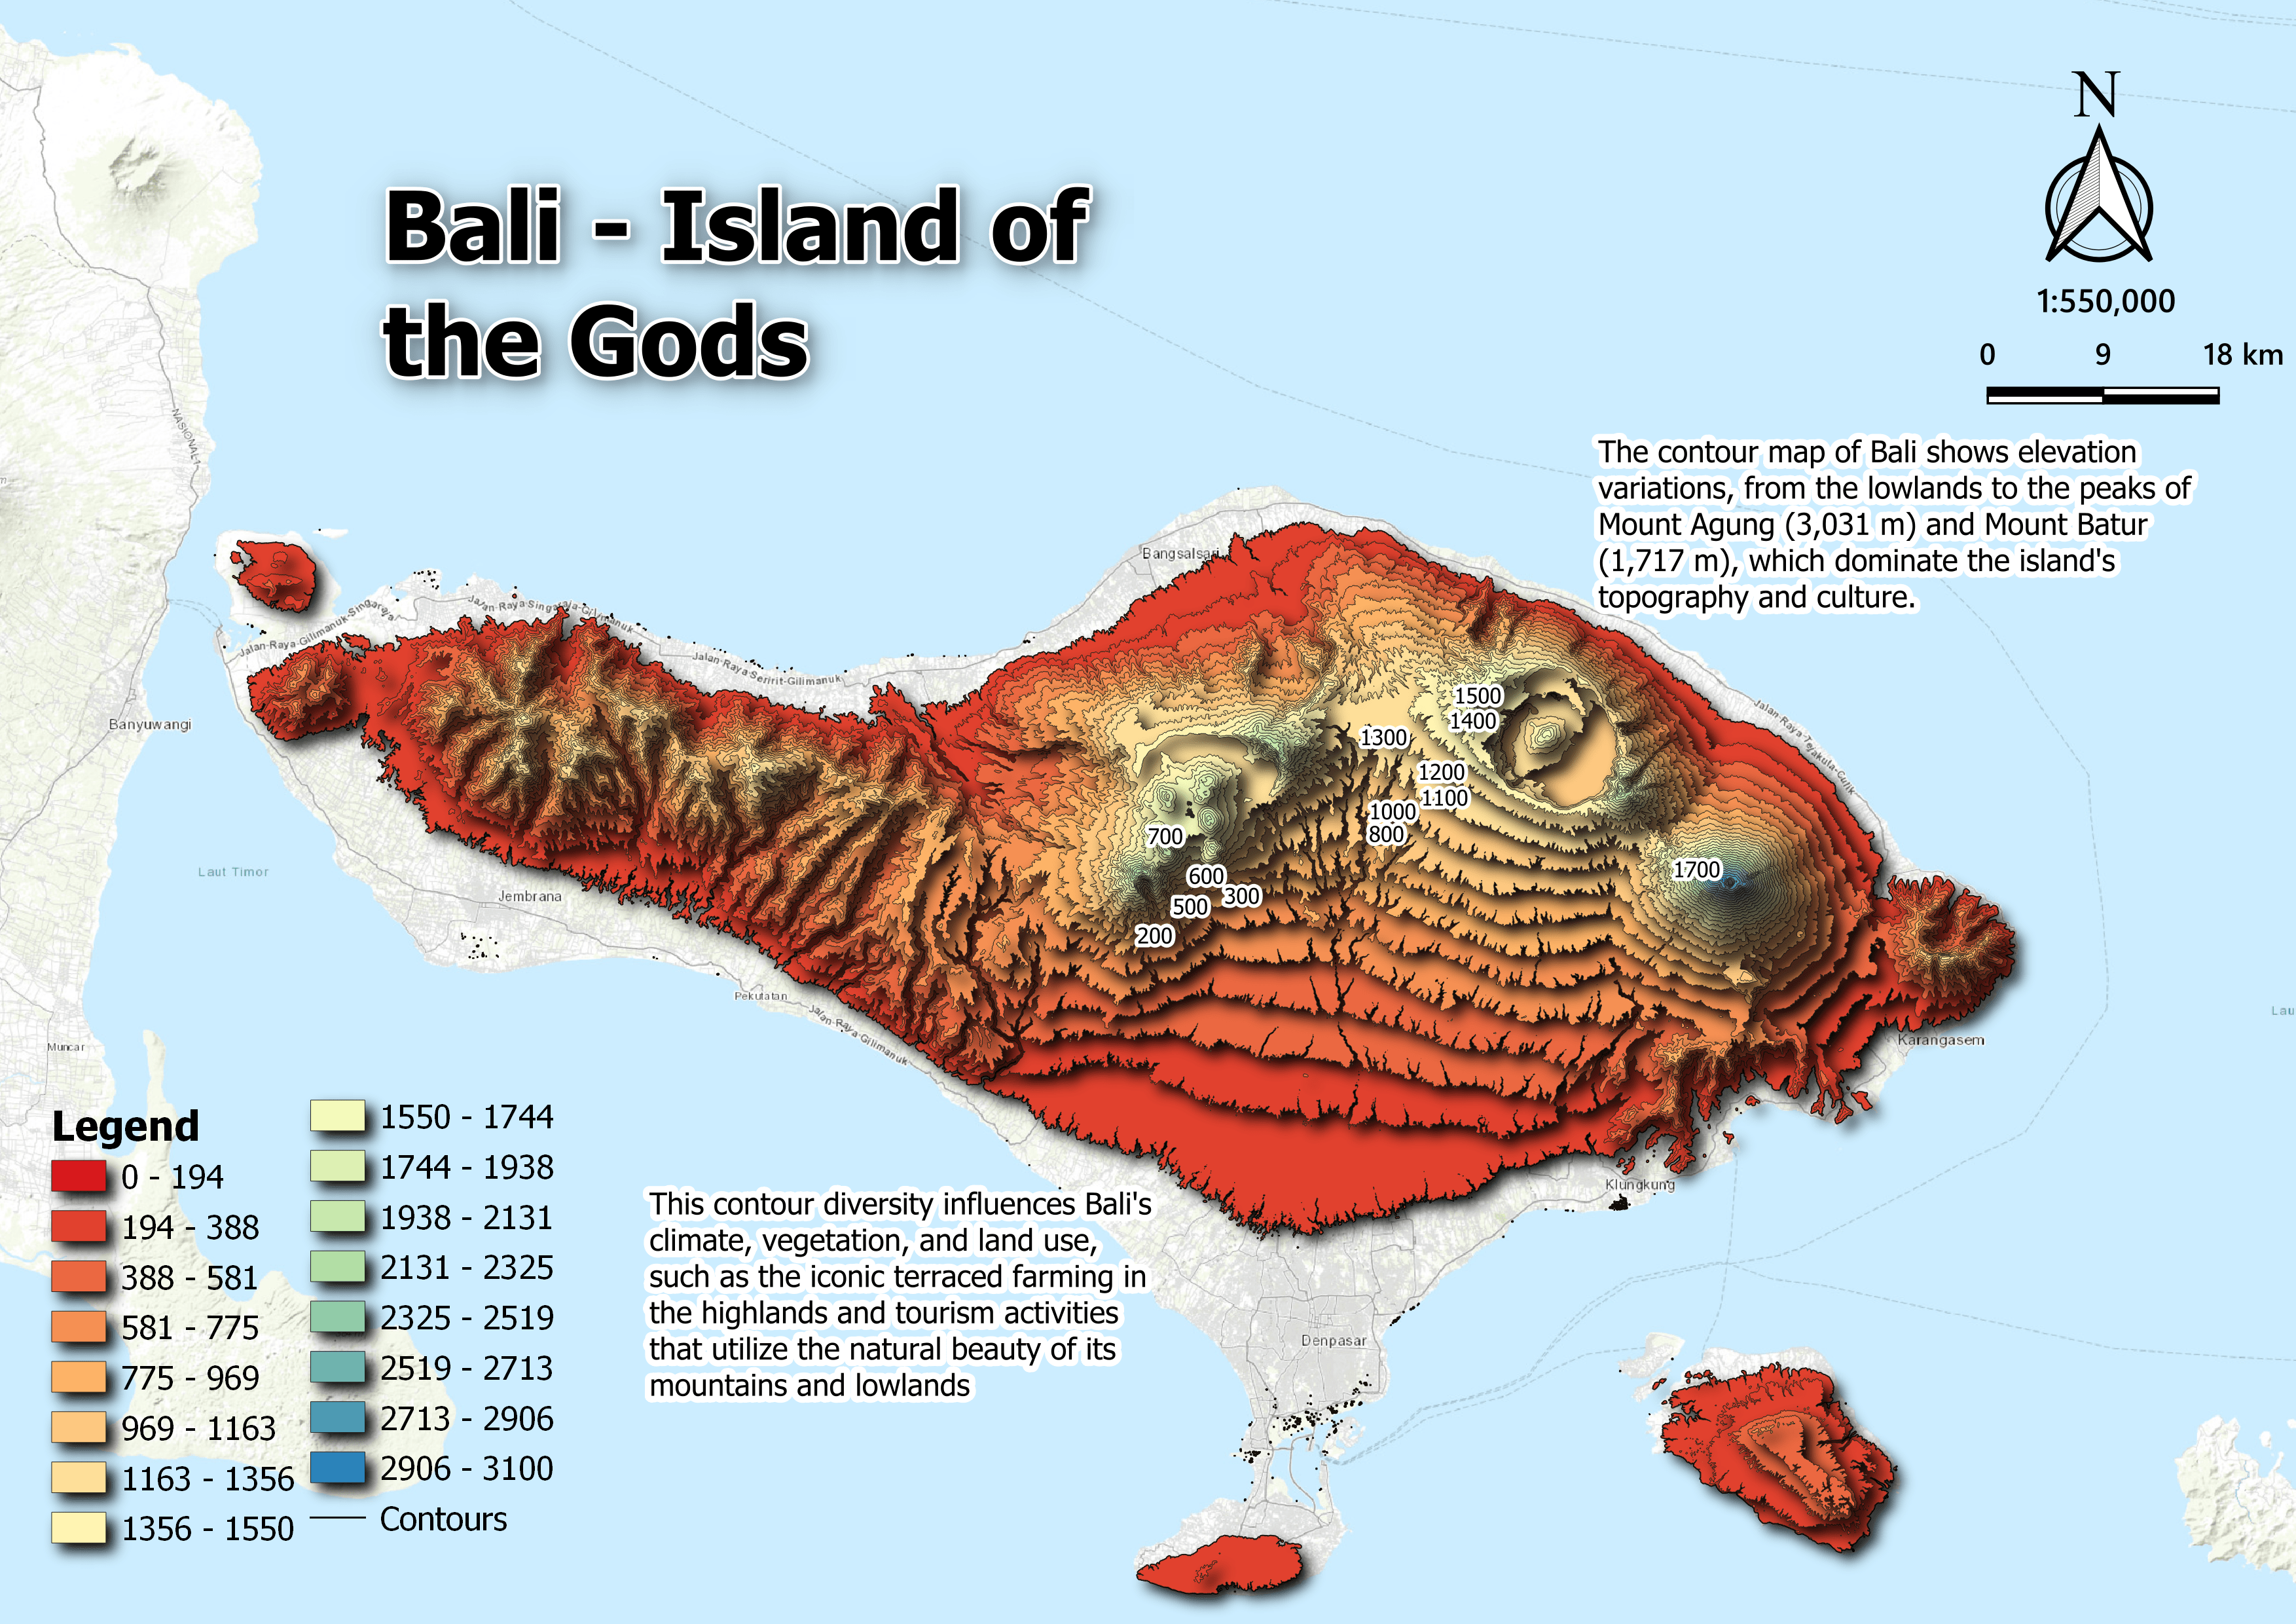 Bali - Island of
the Gods
N
1:550,000
0 9 18 km
The contour map of Bali shows elevation
variations, from the lowlands to the peaks of
Mount Agung (3,031 m) and Mount Batur
(1,717 m), which dominate the island's
topography and culture.
NASIONAL 1
Bangsalsari
Jalan-Raya Gilimanuk-Singaraja
Jalan-Raya Seririt-Gilimanuk
Jalan-Raya-Tejakula-Culik
Banyuwangi
1500
1400
1300
1200
1100
1000
800
700
1700
600
300
500
200
Laut Timor
Jembrana
Pekutatan
Jalan-Raya-Gilimanuk
Muncar
Lau
Karangasem
Klungkung
Denpasar
Legend
0 - 194
194 - 388
388 - 581
581 - 775
775 - 969
969 - 1163
1163 - 1356
1356 - 1550
1550 - 1744
1744 - 1938
1938 - 2131
2131 - 2325
2325 - 2519
2519 - 2713
2713 - 2906
2906 - 3100
Contours
This contour diversity influences Bali's
climate, vegetation, and land use,
such as the iconic terraced farming in
the highlands and tourism activities
that utilize the natural beauty of its
mountains and lowlands